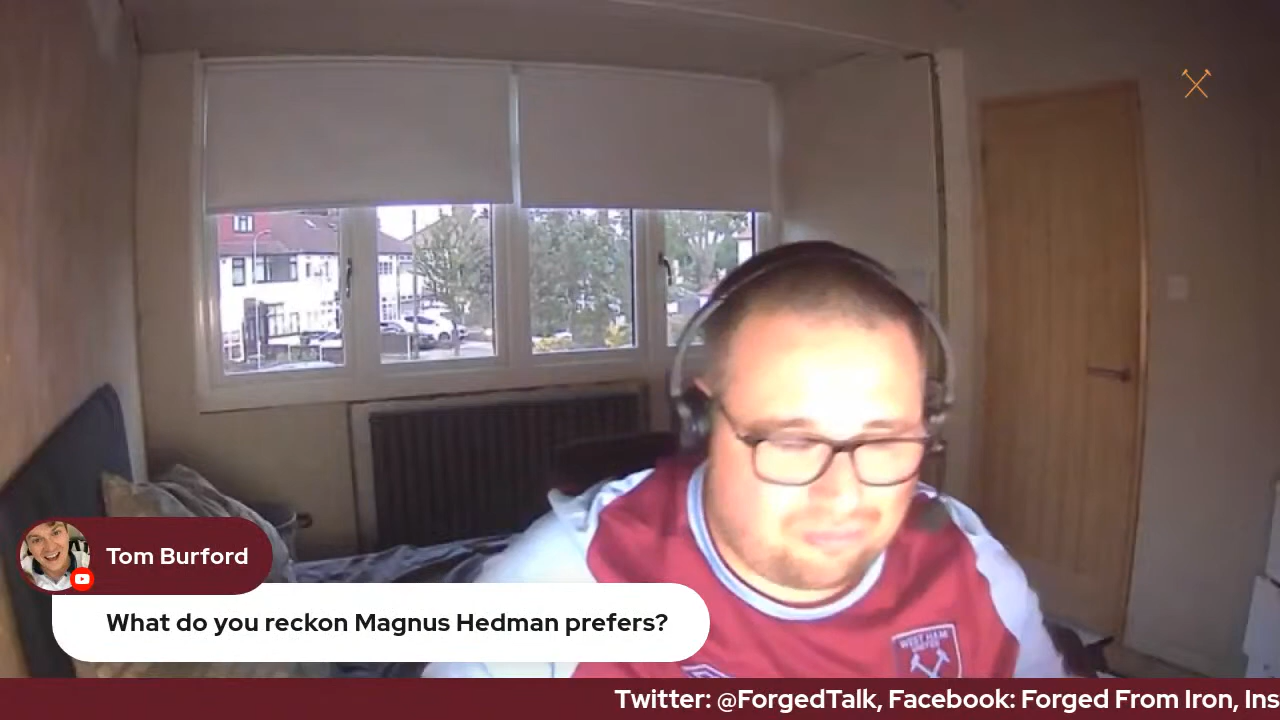 WEST HAM
UNITED
Tom Burford
What do you reckon Magnus Hedman prefers?
Twitter: @ForgedTalk, Facebook: Forged From Iron, Ins